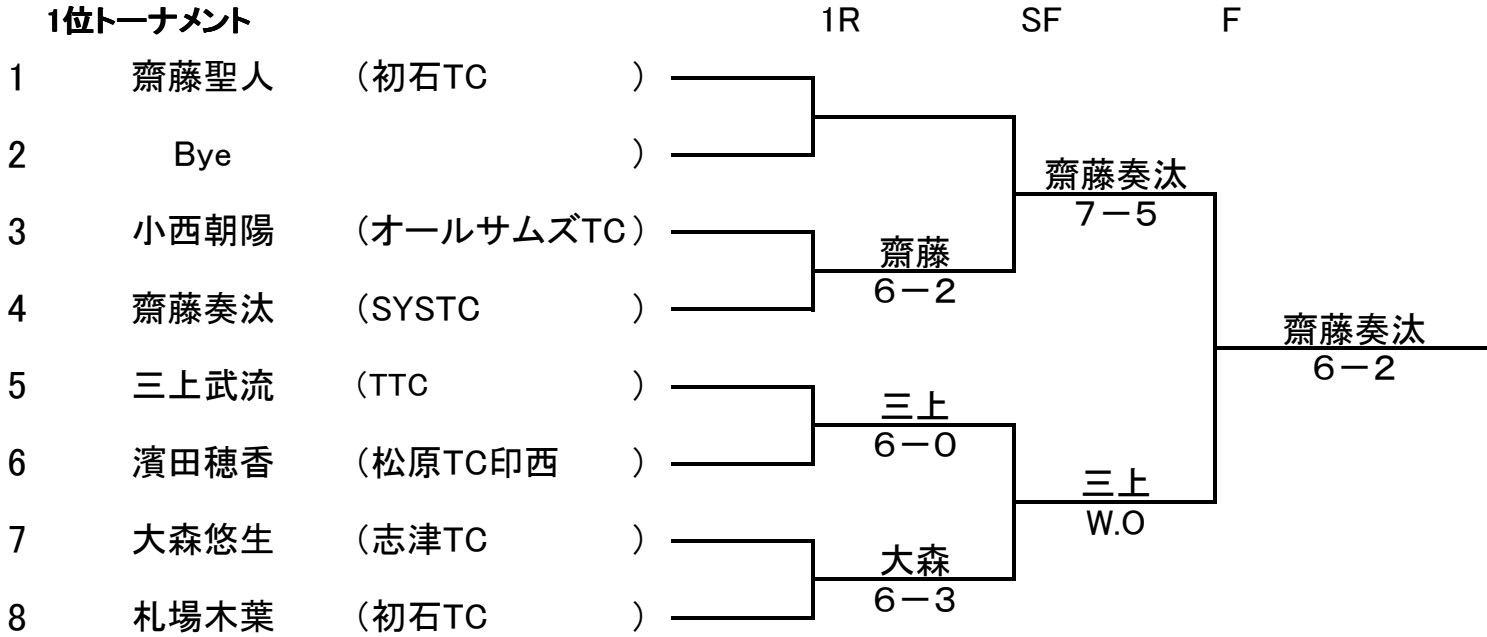 1位トーナメント 1R SF F
1 齋藤聖人 (初石TC )
2 Bye )
齋藤奏汰
7-5
3 小西朝陽 (オールサムズTC)
齋藤
6-2
4 齋藤奏汰 (SYSTC )
齋藤奏汰
6-2
5 三上武流 (TTC )
三上
6-0
6 濱田穂香 (松原TC印西 )
三上
W.O
7 大森悠生 (志津TC )
大森
6-3
8 札場木葉 (初石TC )